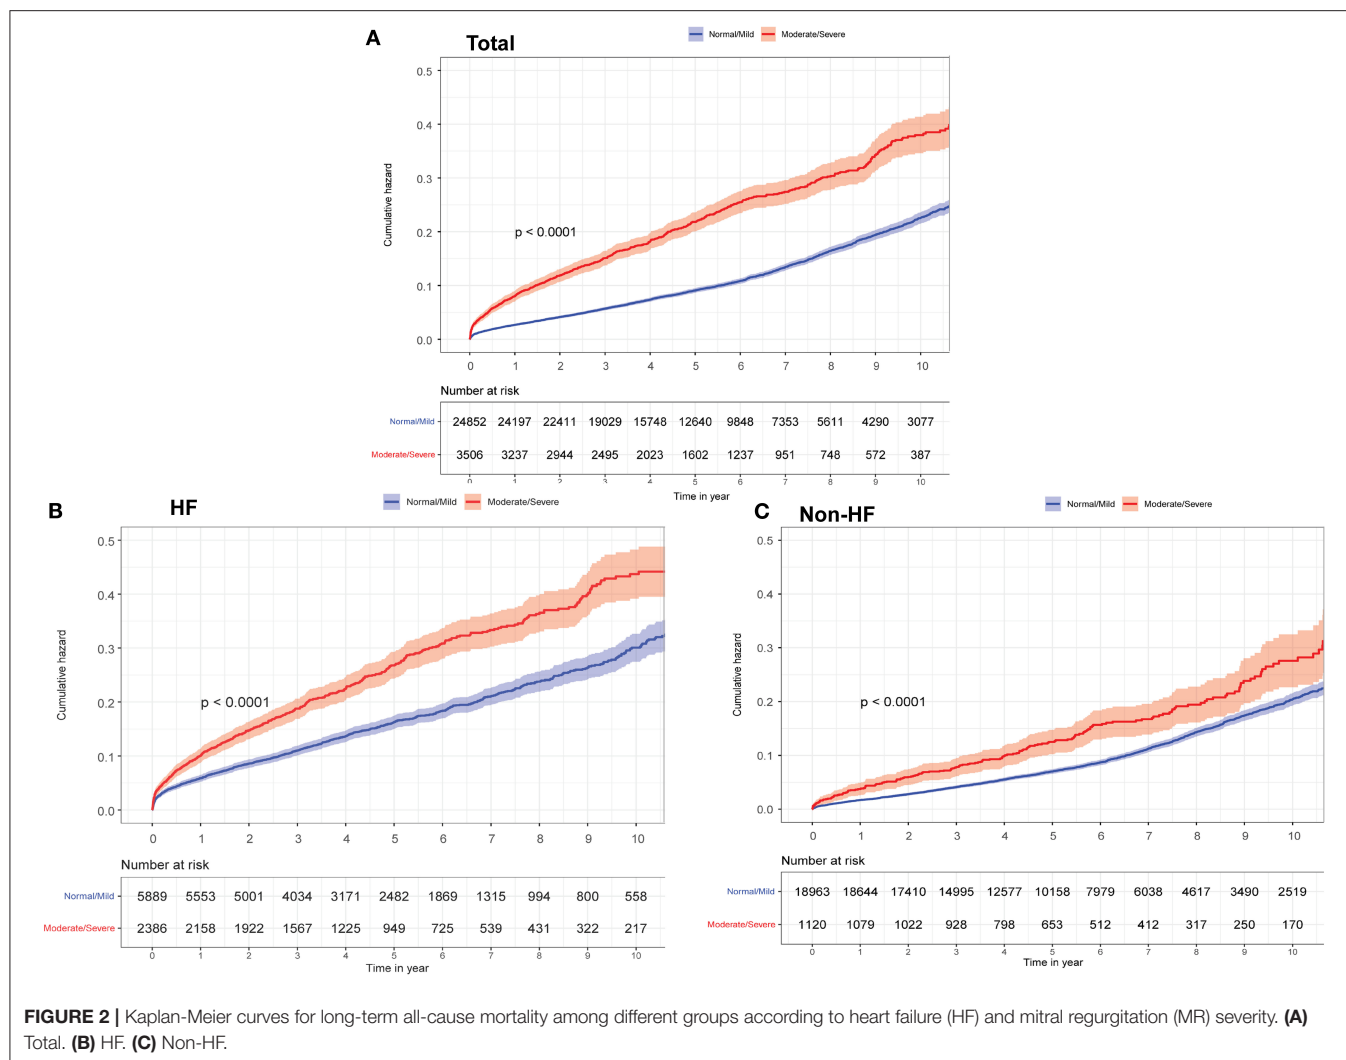 A
Total
Normal/Mild Moderate/Severe
0.5
0.4
0.3
0.2
0.1
0.0
Cumulative hazard
p < 0.0001
0 1 2 3 4 5 6 7 8 9 10
Number at risk
Normal/Mild 24852 24197 22411 19029 15748 12640 9848 7353 5611 4290 3077
Moderate/Severe 3506 3237 2944 2495 2023 1602 1237 951 748 572 387
0 1 2 3 4 5 6 7 8 9 10
Time in year
B
HF
Normal/Mild Moderate/Severe
0.5
0.4
0.3
0.2
0.1
0.0
Cumulative hazard
p < 0.0001
0 1 2 3 4 5 6 7 8 9 10
Number at risk
Normal/Mild 5889 5553 5001 4034 3171 2482 1869 1315 994 800 558
Moderate/Severe 2386 2158 1922 1567 1225 949 725 539 431 322 217
0 1 2 3 4 5 6 7 8 9 10
Time in year
C
Non-HF
Normal/Mild Moderate/Severe
0.5
0.4
0.3
0.2
0.1
0.0
Cumulative hazard
p < 0.0001
0 1 2 3 4 5 6 7 8 9 10
Number at risk
Normal/Mild 18963 18644 17410 14995 12577 10158 7979 6038 4617 3490 2519
Moderate/Severe 1120 1079 1022 928 798 653 512 412 317 250 170
0 1 2 3 4 5 6 7 8 9 10
Time in year
FIGURE 2 | Kaplan-Meier curves for long-term all-cause mortality among different groups according to heart failure (HF) and mitral regurgitation (MR) severity. (A)
Total. (B) HF. (C) Non-HF.